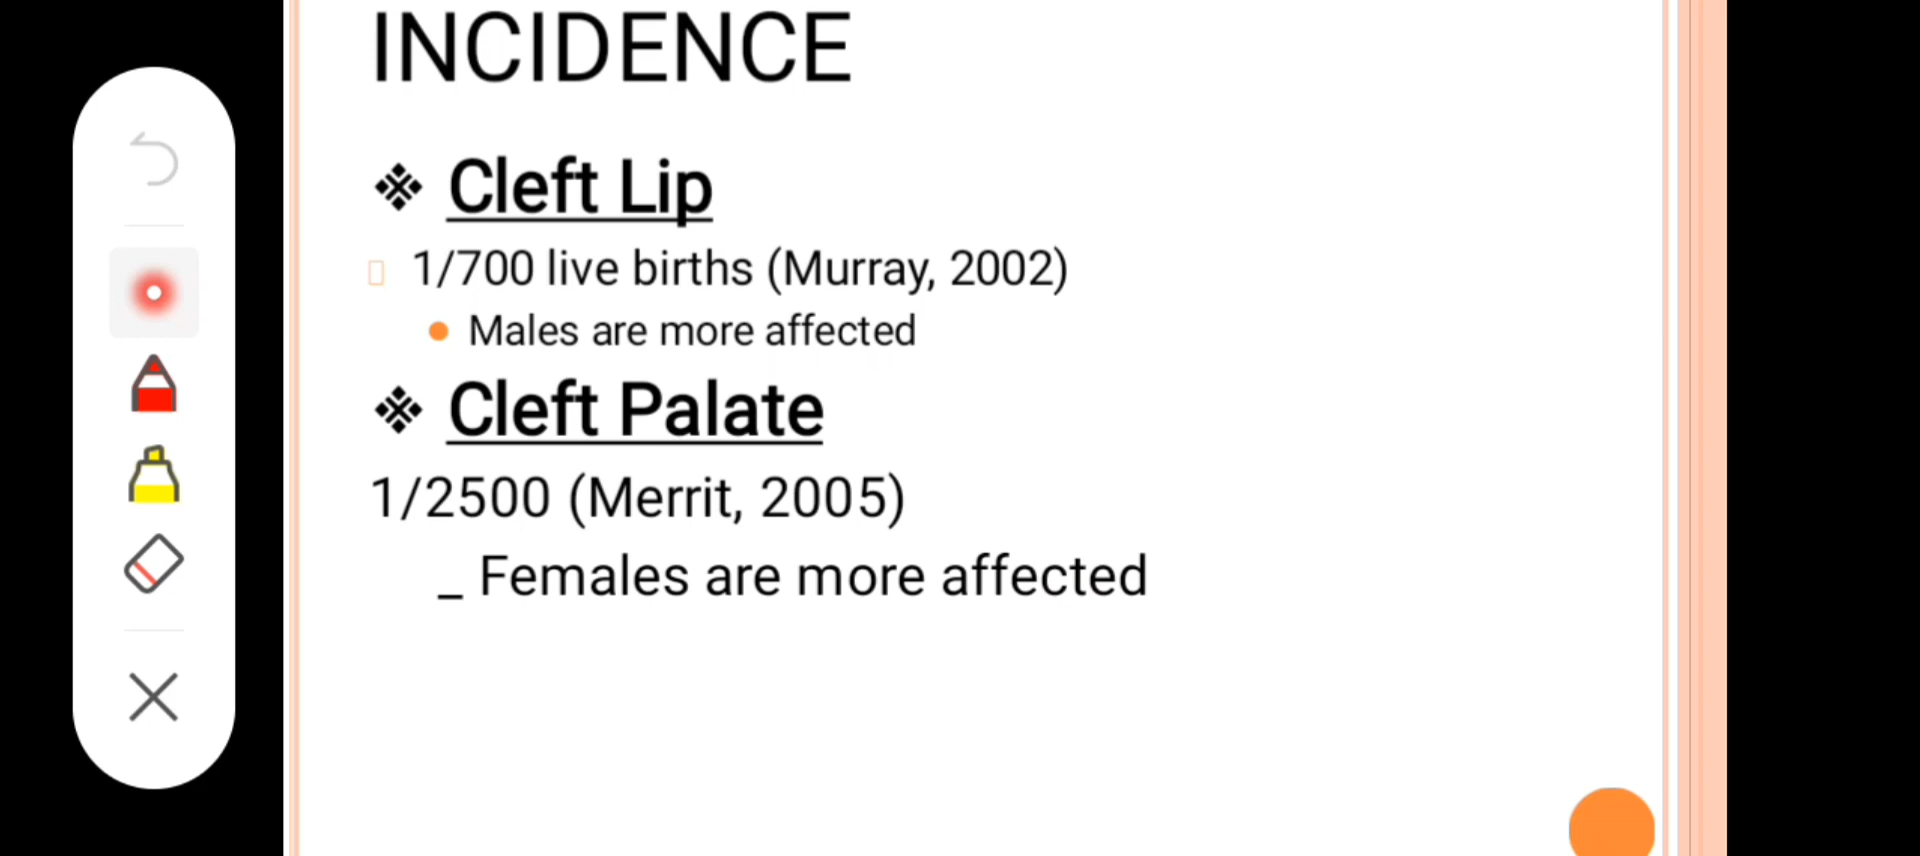 INCIDENCE
Cleft Lip
1/700 live births (Murray, 2002)
Males are more affected
Cleft Palate
1/2500 (Merrit, 2005)
_ Females are more affected